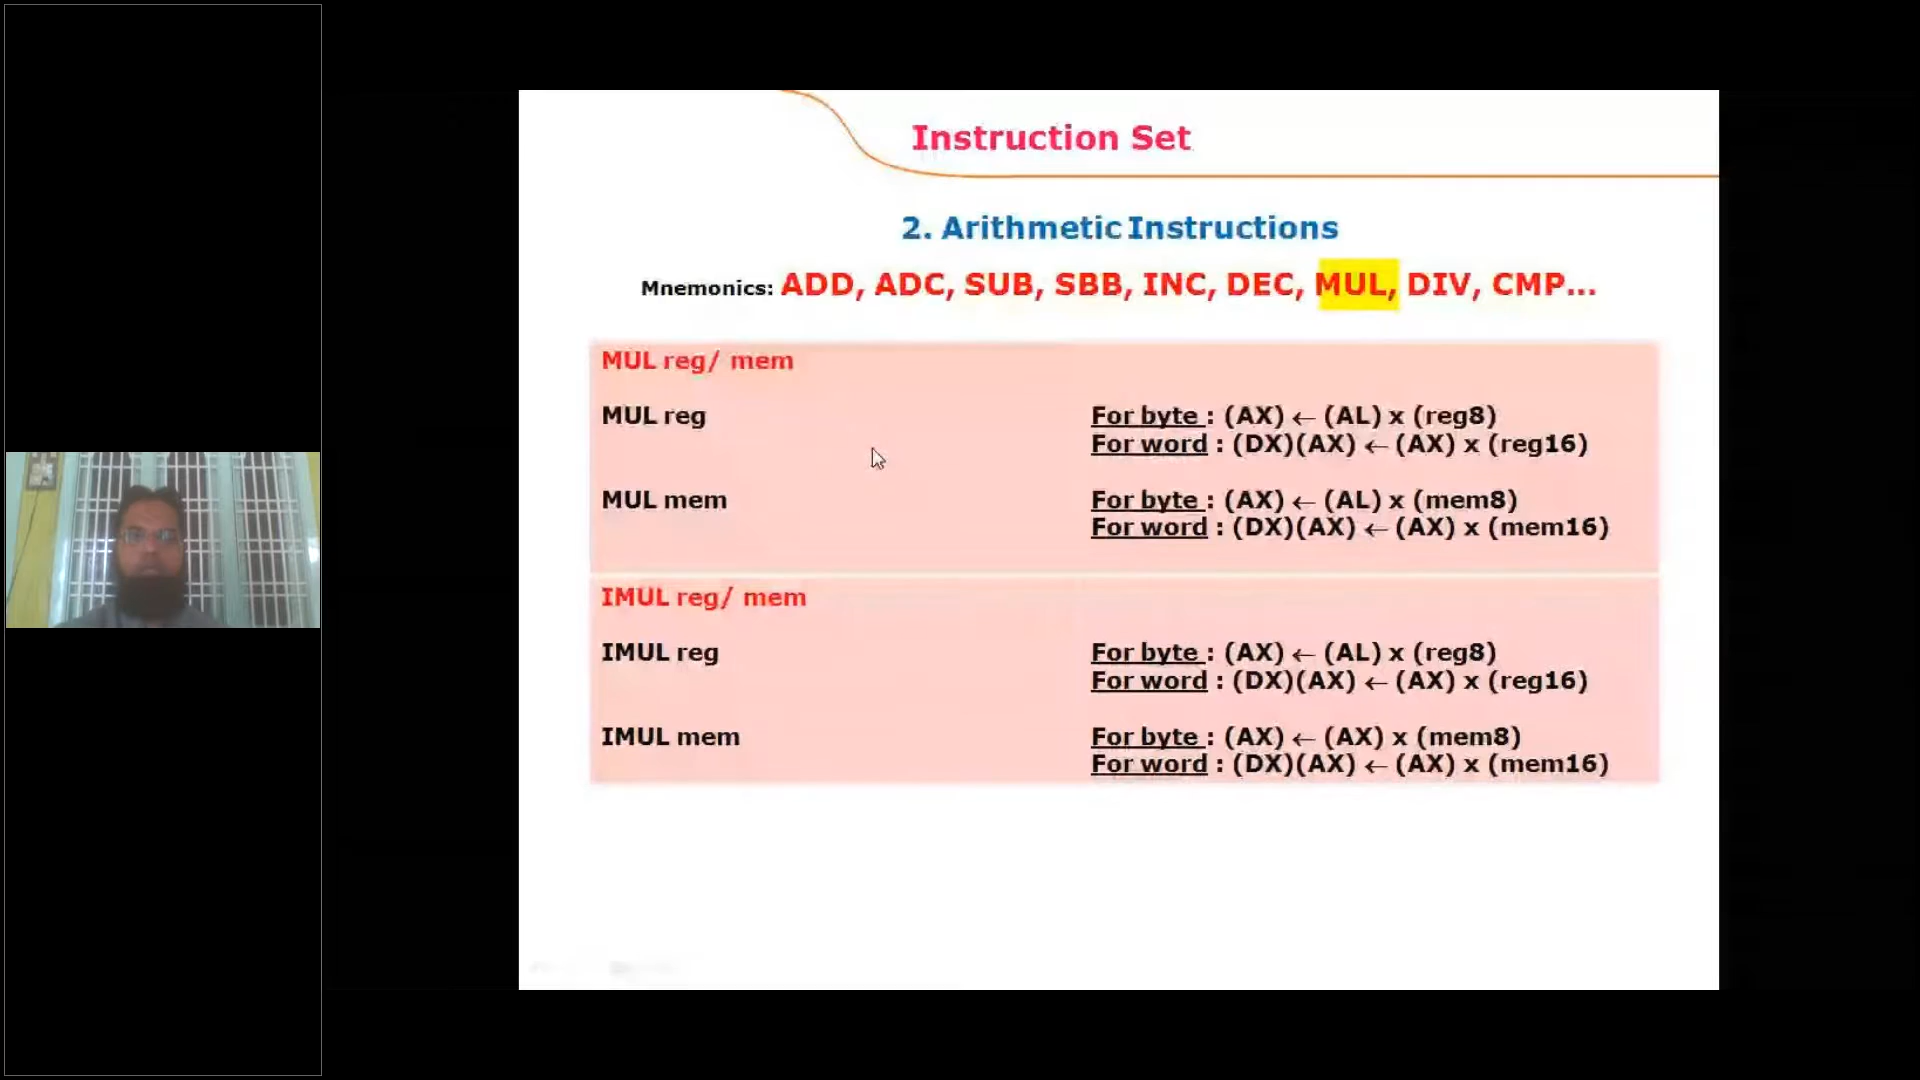 Instruction Set
2. Arithmetic Instructions
Mnemonics: ADD, ADC, SUB, SBB, INC, DEC, MUL, DIV, CMP...
MUL reg/ mem
MUL reg
For byte : (AX) ← (AL) x (reg8)
For word : (DX)(AX) ← (AX) x (reg16)
MUL mem
For byte : (AX) ← (AL) x (mem8)
For word : (DX)(AX) ← (AX) x (mem16)
IMUL reg/ mem
IMUL reg
For byte : (AX) ← (AL) x (reg8)
For word : (DX)(AX) ← (AX) x (reg16)
IMUL mem
For byte : (AX) ← (AX) x (mem8)
For word : (DX)(AX) ← (AX) x (mem16)